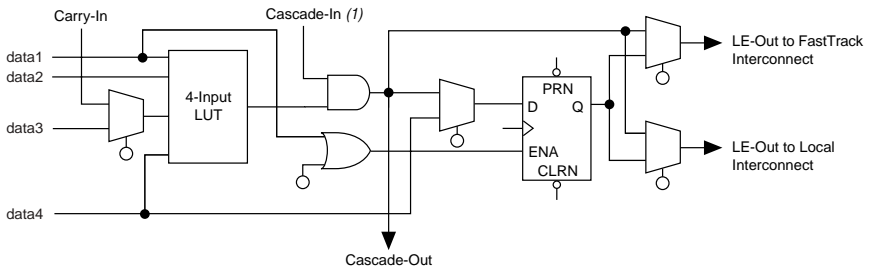 Carry-In
Cascade-In (1)
data1
data2
data3
data4
4-Input
LUT
PRN
D
Q
ENA
CLRN
LE-Out to FastTrack
Interconnect
LE-Out to Local
Interconnect
Cascade-Out